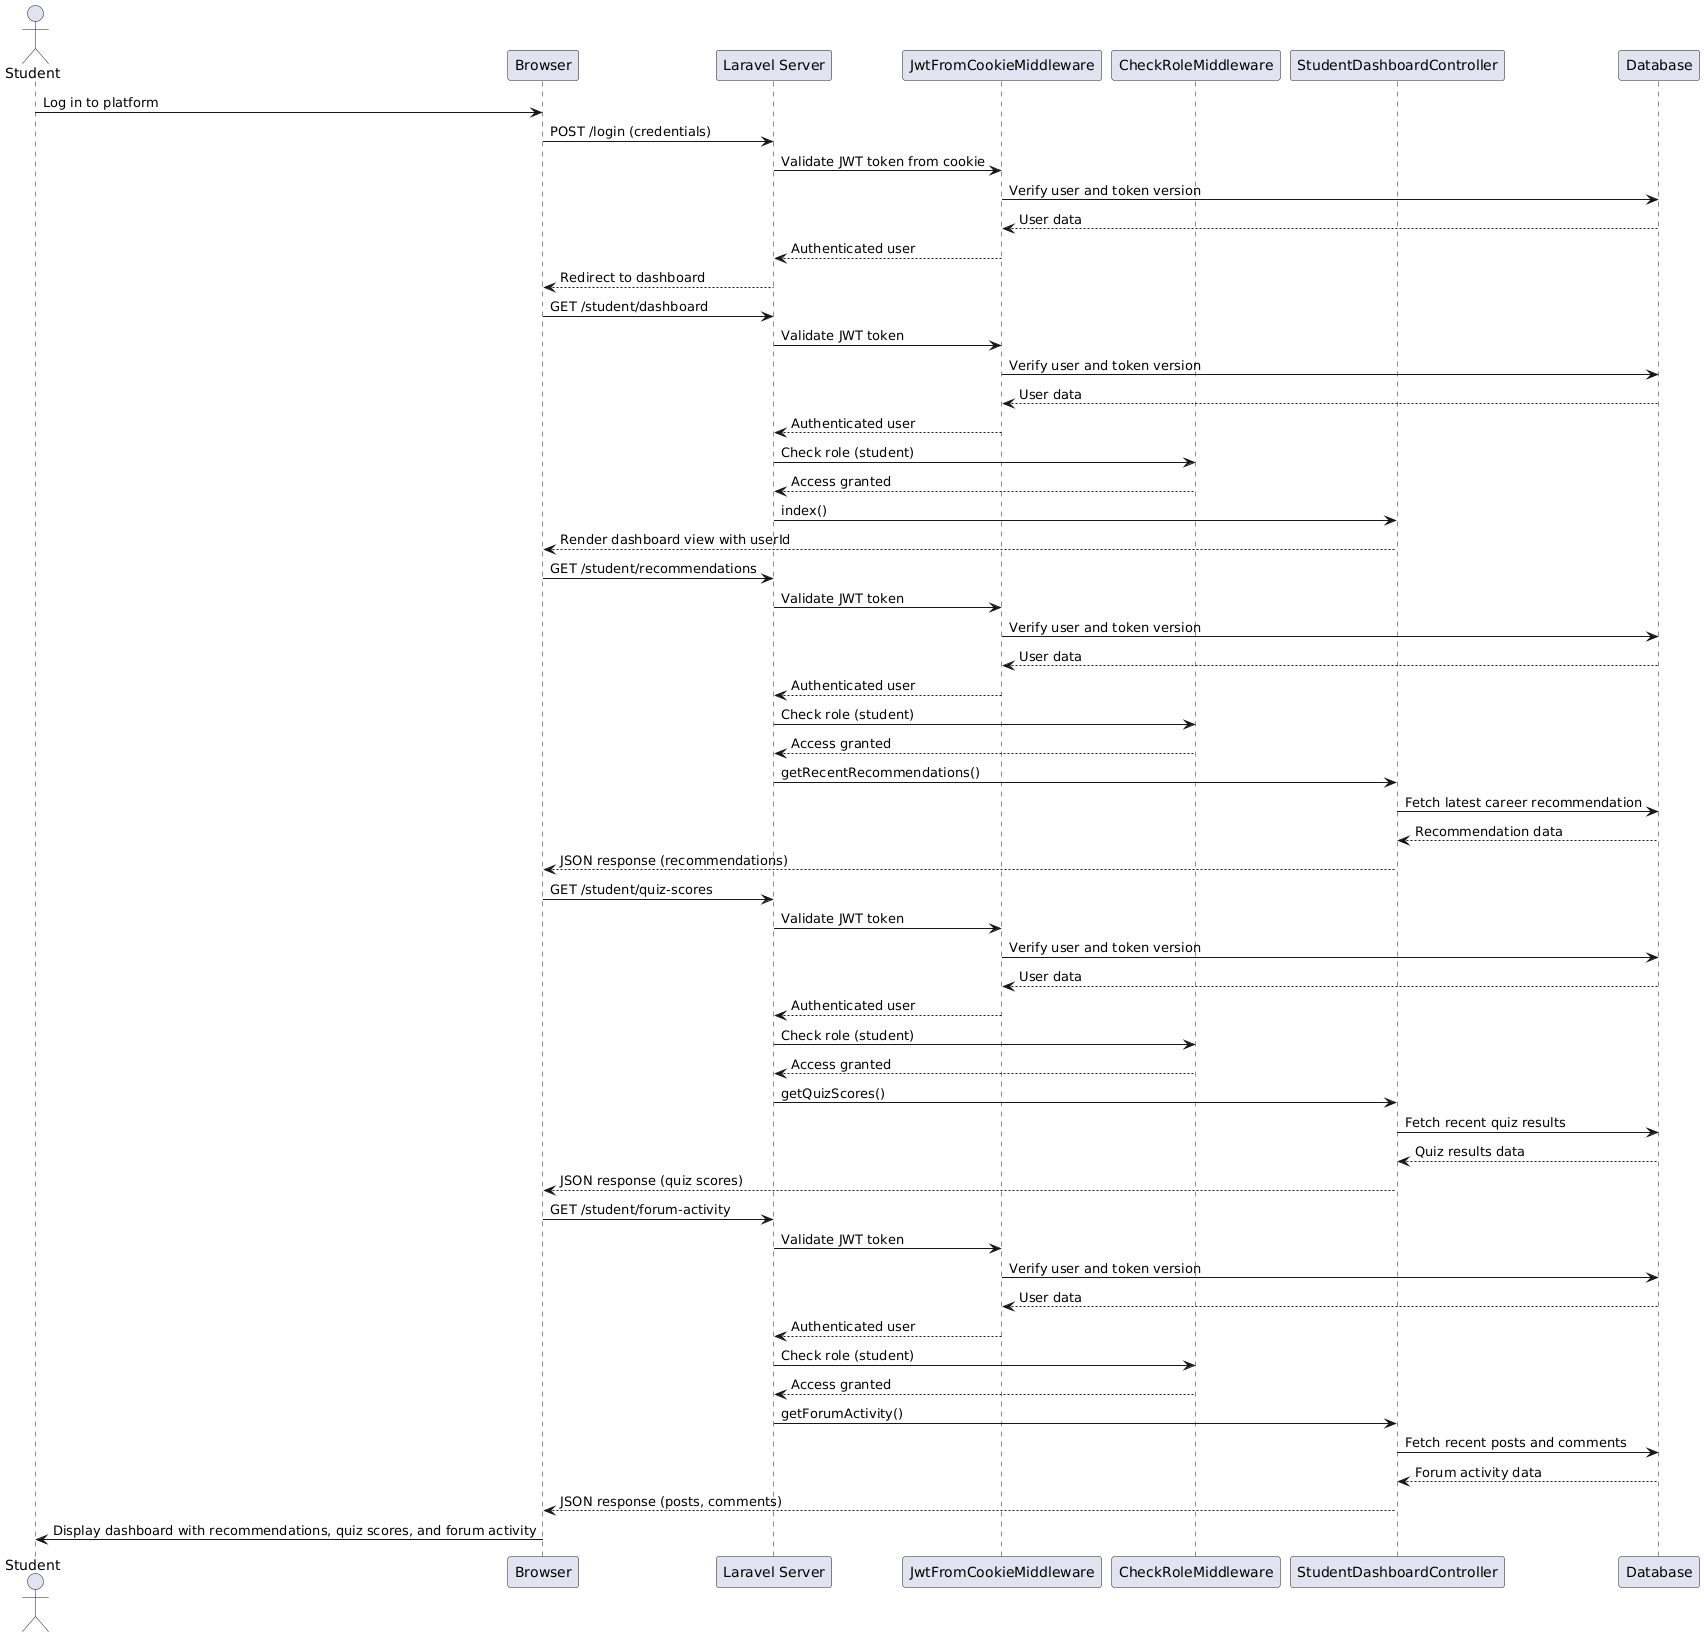 Student
Browser
Laravel Server
JwtFromCookieMiddleware
CheckRoleMiddleware
StudentDashboardController
Database
Log in to platform
POST /login (credentials)
Validate JWT token from cookie
Verify user and token version
User data
Authenticated user
Redirect to dashboard
GET /student/dashboard
Validate JWT token
Verify user and token version
User data
Authenticated user
Check role (student)
Access granted
index()
Render dashboard view with userId
GET /student/recommendations
Validate JWT token
Verify user and token version
User data
Authenticated user
Check role (student)
Access granted
getRecentRecommendations()
Fetch latest career recommendation
Recommendation data
JSON response (recommendations)
GET /student/quiz-scores
Validate JWT token
Verify user and token version
User data
Authenticated user
Check role (student)
Access granted
getQuizScores()
Fetch recent quiz results
Quiz results data
JSON response (quiz scores)
GET /student/forum-activity
Validate JWT token
Verify user and token version
User data
Authenticated user
Check role (student)
Access granted
getForumActivity()
Fetch recent posts and comments
Forum activity data
JSON response (posts, comments)
Display dashboard with recommendations, quiz scores, and forum activity
Student
Browser
Laravel Server
JwtFromCookieMiddleware
CheckRoleMiddleware
StudentDashboardController
Database